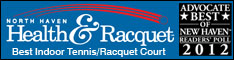 NORTH HAVEN
Health & Racquet
Best Indoor Tennis/Racquet Court
ADVOCATE
BEST
OF
NEW HAVEN
READERS' POLL
2012